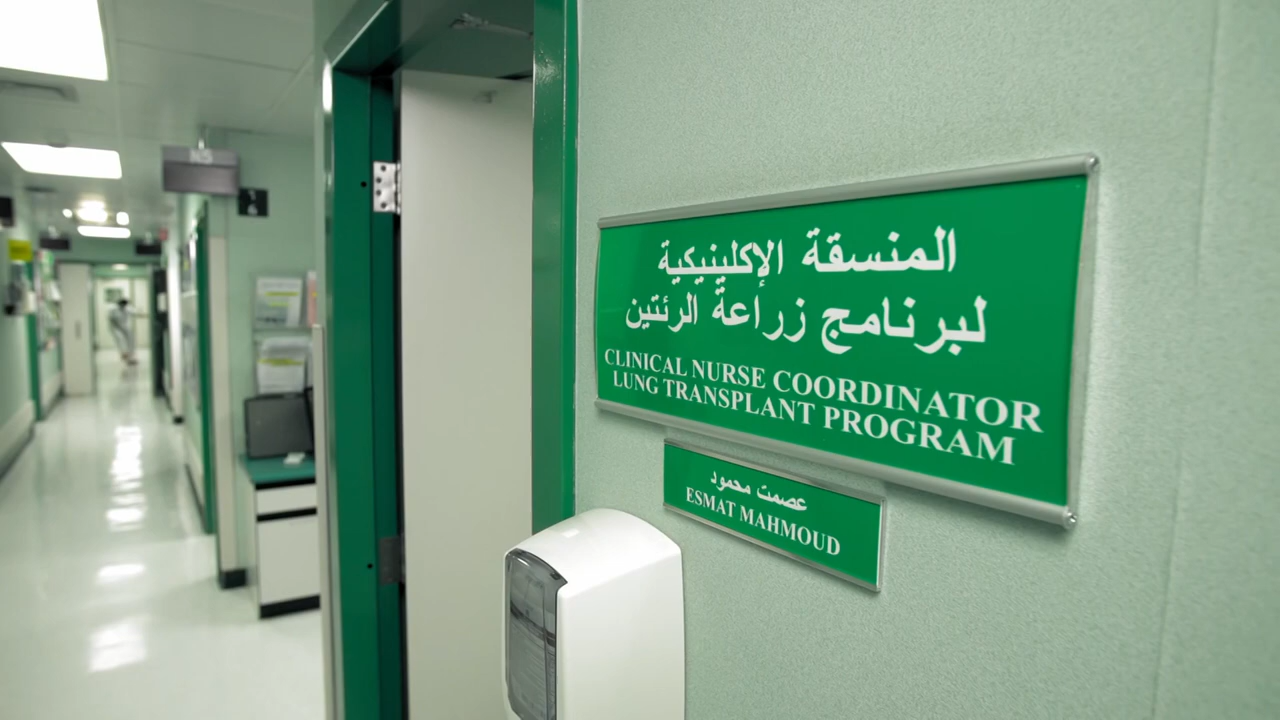 المنسقة الإكلينيكية
لبرنامج زراعة الرئتين
CLINICAL NURSE COORDINATOR
LUNG TRANSPLANT PROGRAM
عصمت محمود
ESMAT MAHMOUD